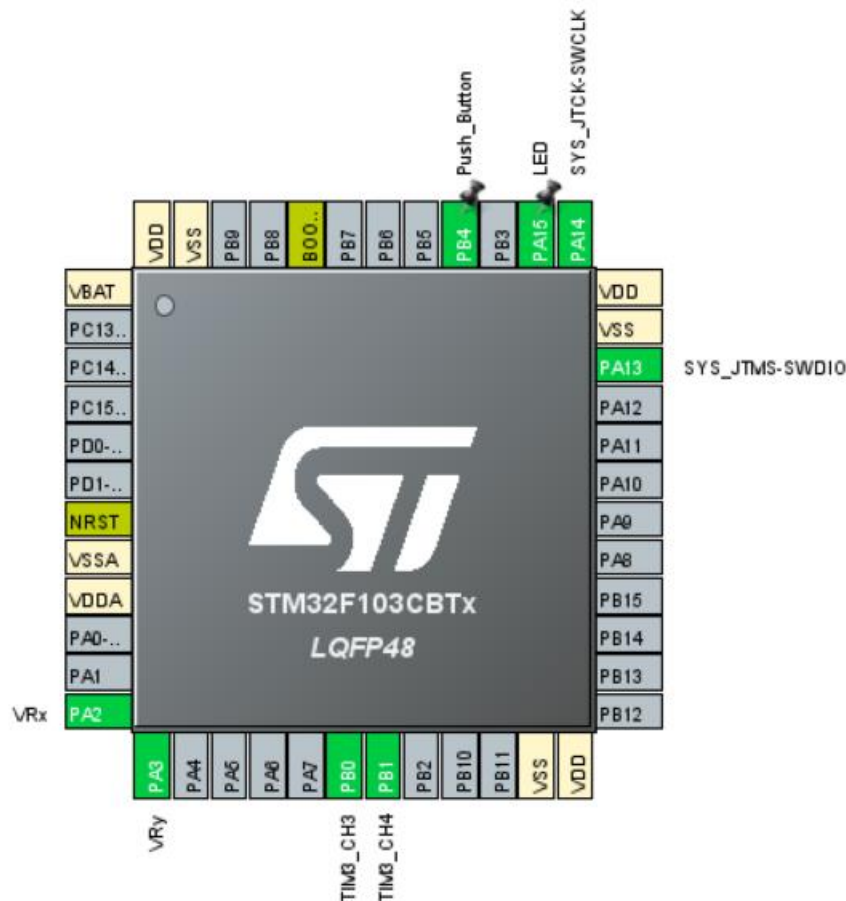 Push_Button
LED
SYS_JTCK-SWCLK
VDD
VSS
PB9
PB8
BOO..
PB7
PB6
PB5
PB4
PB3
PA15
PA14
VBAT
PC13..
PC14..
PC15..
PD0-..
PD1-..
NRST
VSSA
VDDA
PA0-..
PA1
VRx
PA2
ST
STM32F103CBTx
LQFP48
VDD
VSS
PA13
SYS_JTMS-SWDIO
PA12
PA11
PA10
PA9
PA8
PB15
PB14
PB13
PB12
PA3
PA4
PA5
PA6
PA7
PB0
PB1
PB2
PB10
PB11
VSS
VDD
VRy
TIM3_CH3
TIM3_CH4